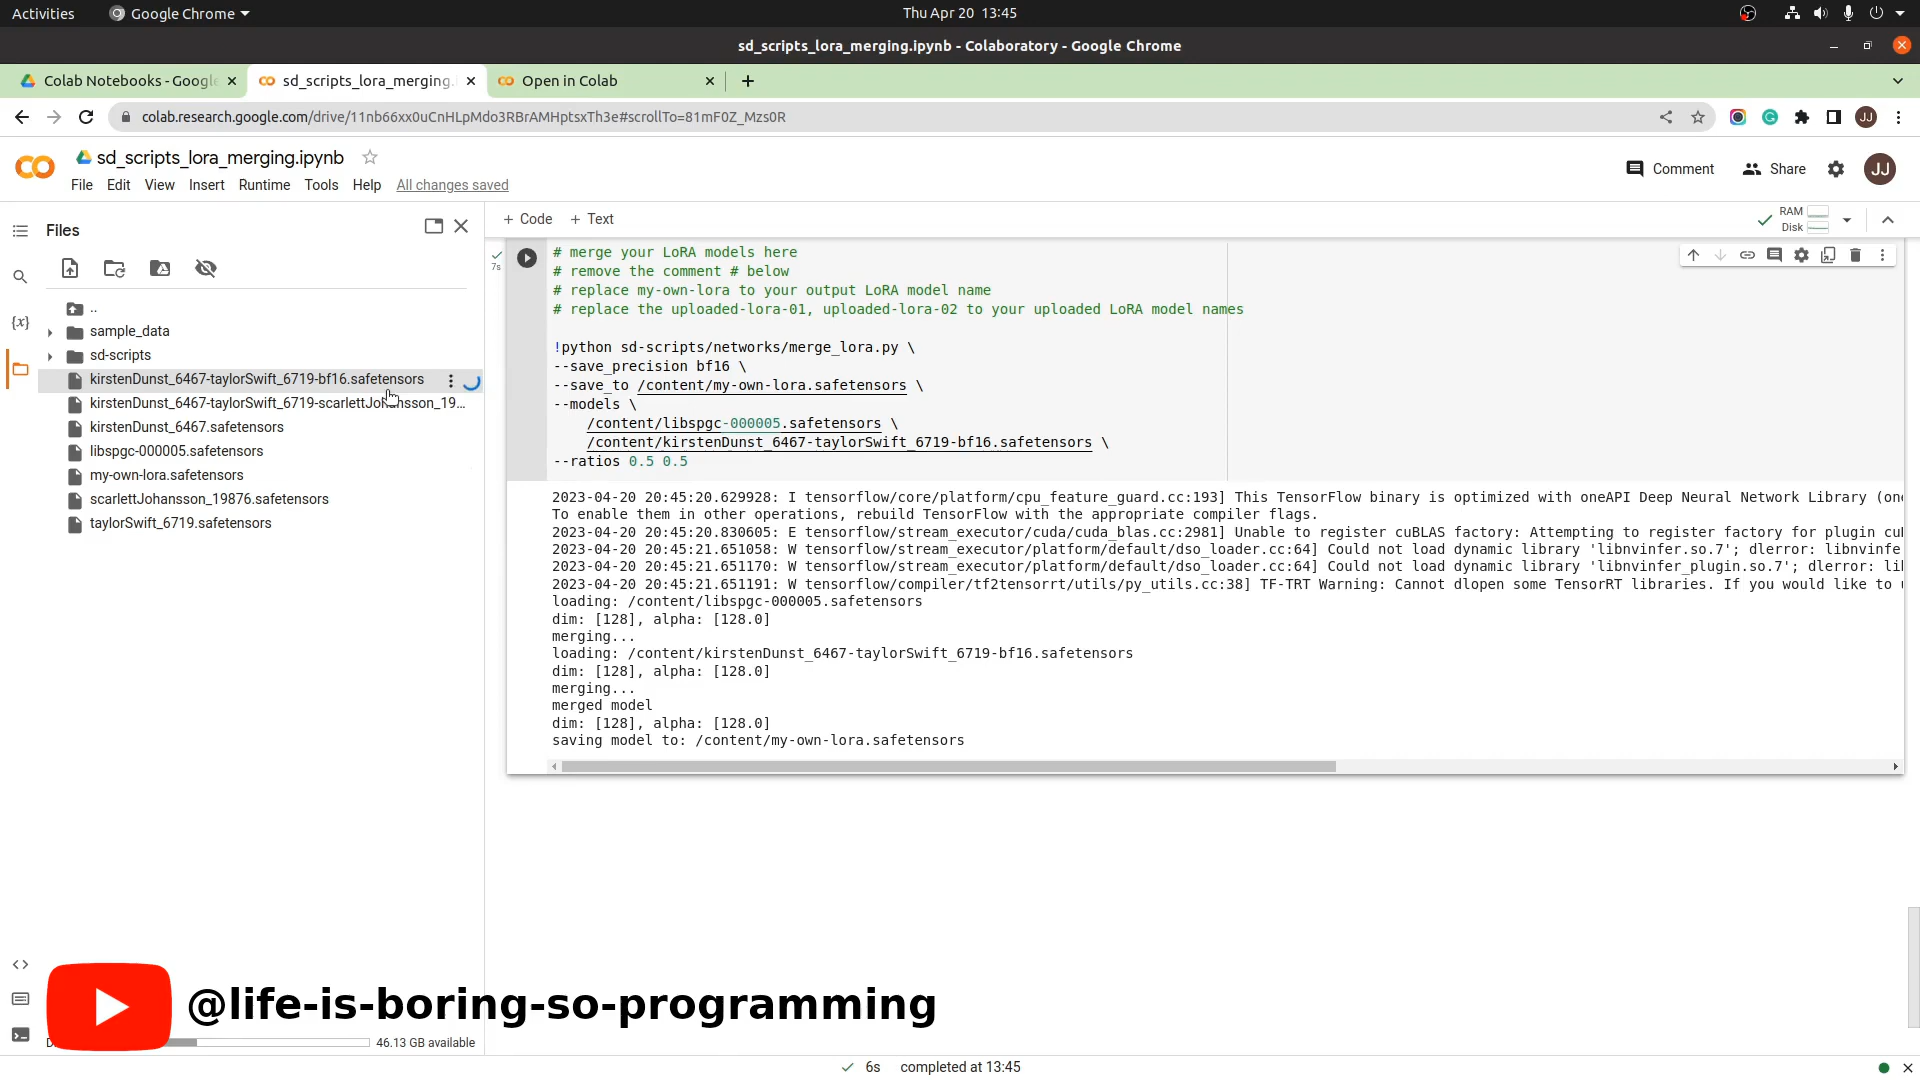 Activities
Google Chrome
Thu Apr 20 13:45
sd_scripts_lora_merging.ipynb - Colaboratory - Google Chrome
Colab Notebooks - Google
sd_scripts_lora_merging.
Open in Colab
colab.research.google.com/drive/11nb66xx0uCnHLpMdo3RBrAMHptsxTh3e#scrollTo=81mF0Z_Mzs0R
JJ
sd_scripts_lora_merging.ipynb
Comment
Share
JJ
File Edit View Insert Runtime Tools Help All changes saved
Files
+ Code + Text
RAM
Disk
..
sample_data
sd-scripts
kirstenDunst_6467-taylorSwift_6719-bf16.safetensors
kirstenDunst_6467-taylorSwift_6719-scarlettJohansson_19...
kirstenDunst_6467.safetensors
libspgc-000005.safetensors
my-own-lora.safetensors
scarlettJohansson_19876.safetensors
taylorSwift_6719.safetensors
{x}
7s
# merge your LoRA models here
# remove the comment # below
# replace my-own-lora to your output LoRA model name
# replace the uploaded-lora-01, uploaded-lora-02 to your uploaded LoRA model names
!python sd-scripts/networks/merge_lora.py \
--save_precision bf16 \
--save_to /content/my-own-lora.safetensors \
--models \
/content/libspgc-000005.safetensors \
/content/kirstenDunst_6467-taylorSwift_6719-bf16.safetensors \
--ratios 0.5 0.5
2023-04-20 20:45:20.629928: I tensorflow/core/platform/cpu_feature_guard.cc:193] This TensorFlow binary is optimized with oneAPI Deep Neural Network Library (one
To enable them in other operations, rebuild TensorFlow with the appropriate compiler flags.
2023-04-20 20:45:20.830605: E tensorflow/stream_executor/cuda/cuda_blas.cc:2981] Unable to register cuBLAS factory: Attempting to register factory for plugin cu
2023-04-20 20:45:21.651058: W tensorflow/stream_executor/platform/default/dso_loader.cc:64] Could not load dynamic library 'libnvinfer.so.7'; dlerror: libnvinfe
2023-04-20 20:45:21.651170: W tensorflow/stream_executor/platform/default/dso_loader.cc:64] Could not load dynamic library 'libnvinfer_plugin.so.7'; dlerror: li
2023-04-20 20:45:21.651191: W tensorflow/compiler/tf2tensorrt/utils/py_utils.cc:38] TF-TRT Warning: Cannot dlopen some TensorRT libraries. If you would like to
loading: /content/libspgc-000005.safetensors
dim: [128], alpha: [128.0]
merging...
loading: /content/kirstenDunst_6467-taylorSwift_6719-bf16.safetensors
dim: [128], alpha: [128.0]
merging...
merged model
dim: [128], alpha: [128.0]
saving model to: /content/my-own-lora.safetensors
@life-is-boring-so-programming
46.13 GB available
6s completed at 13:45